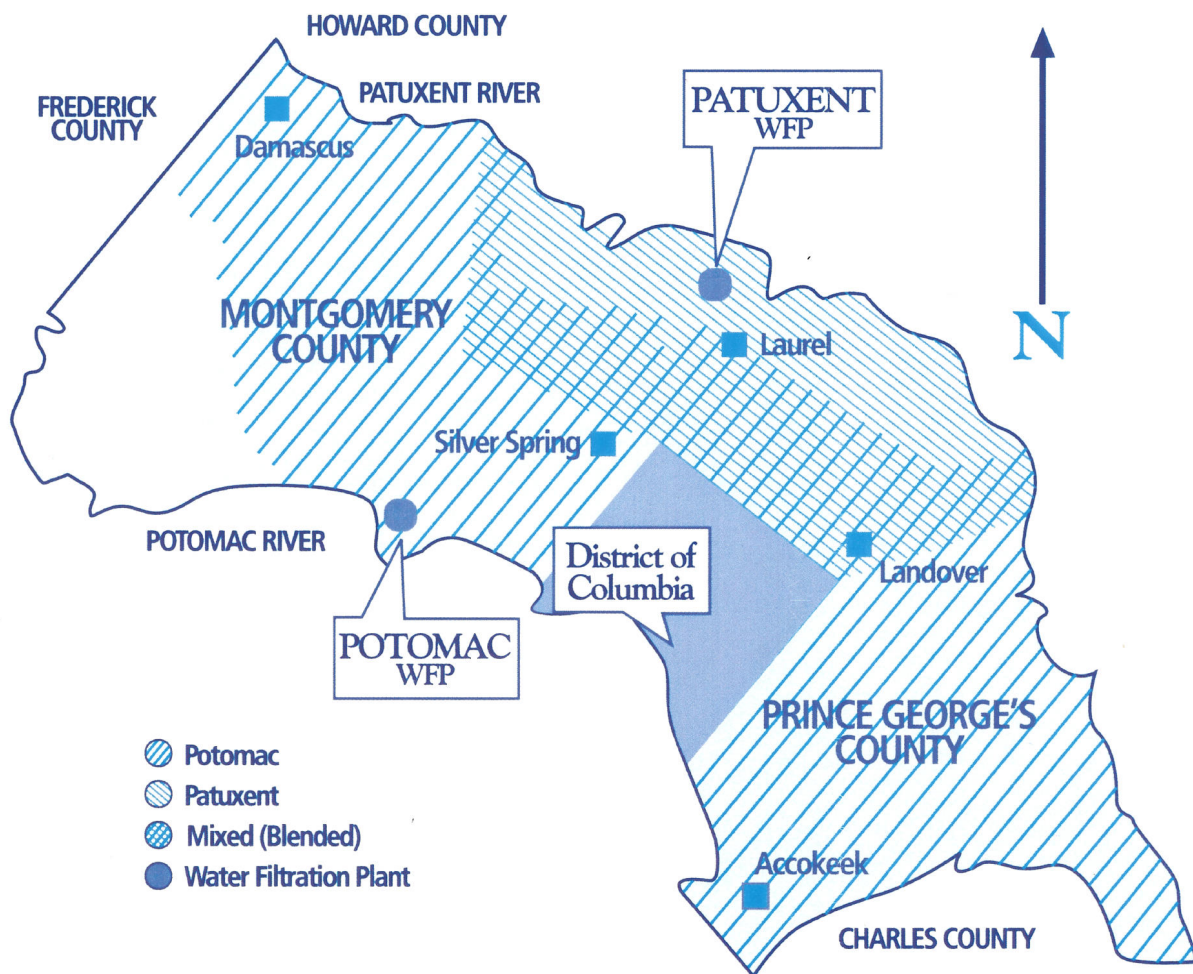 HOWARD COUNTY
FREDERICK
COUNTY
PATUXENT RIVER
PATUXENT
WFP
Damascus
N
MONTGOMERY
COUNTY
Laurel
Silver Spring
POTOMAC RIVER
District of
Columbia
Landover
POTOMAC
WFP
PRINCE GEORGE'S
COUNTY
Potomac
Patuxent
Mixed (Blended)
Water Filtration Plant
Accokeek
CHARLES COUNTY